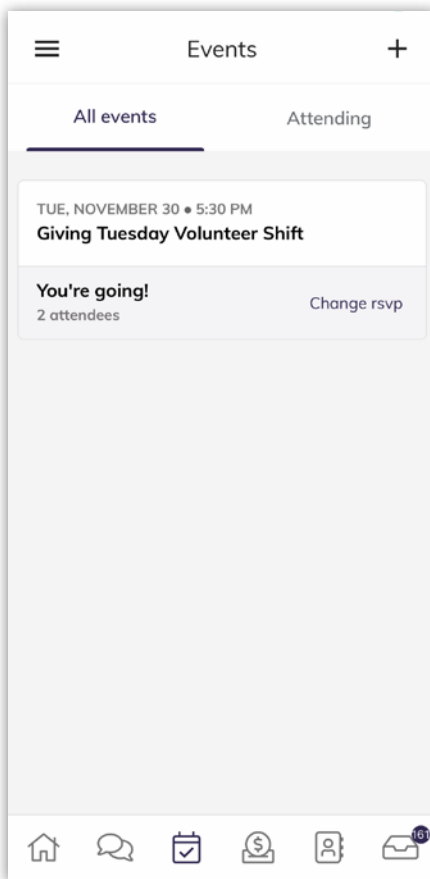 Events
All events Attending
TUE, NOVEMBER 30 • 5:30 PM
Giving Tuesday Volunteer Shift
You're going!
2 attendees
Change rsvp
161